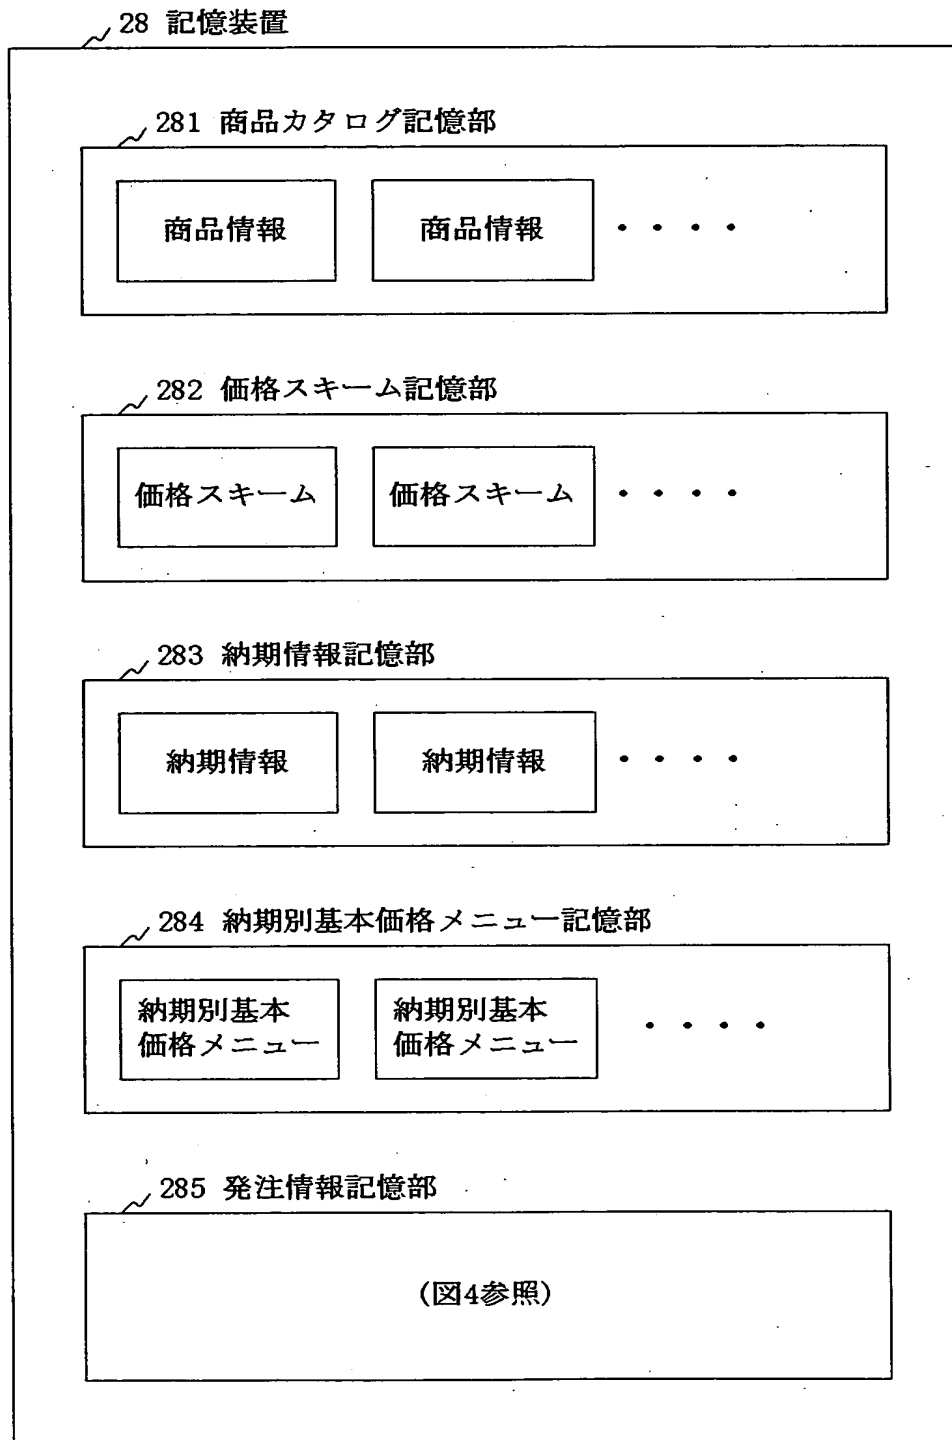 28 記憶装置
281 商品カタログ記憶部
商品情報 商品情報 ・・・・
282 価格スキーム記憶部
価格スキーム 価格スキーム ・・・・
283 納期情報記憶部
納期情報 納期情報 ・・・・
284 納期別基本価格メニュー記憶部
納期別基本 納期別基本 ・・・・
価格メニュー 価格メニュー
285 発注情報記憶部
(図4参照)